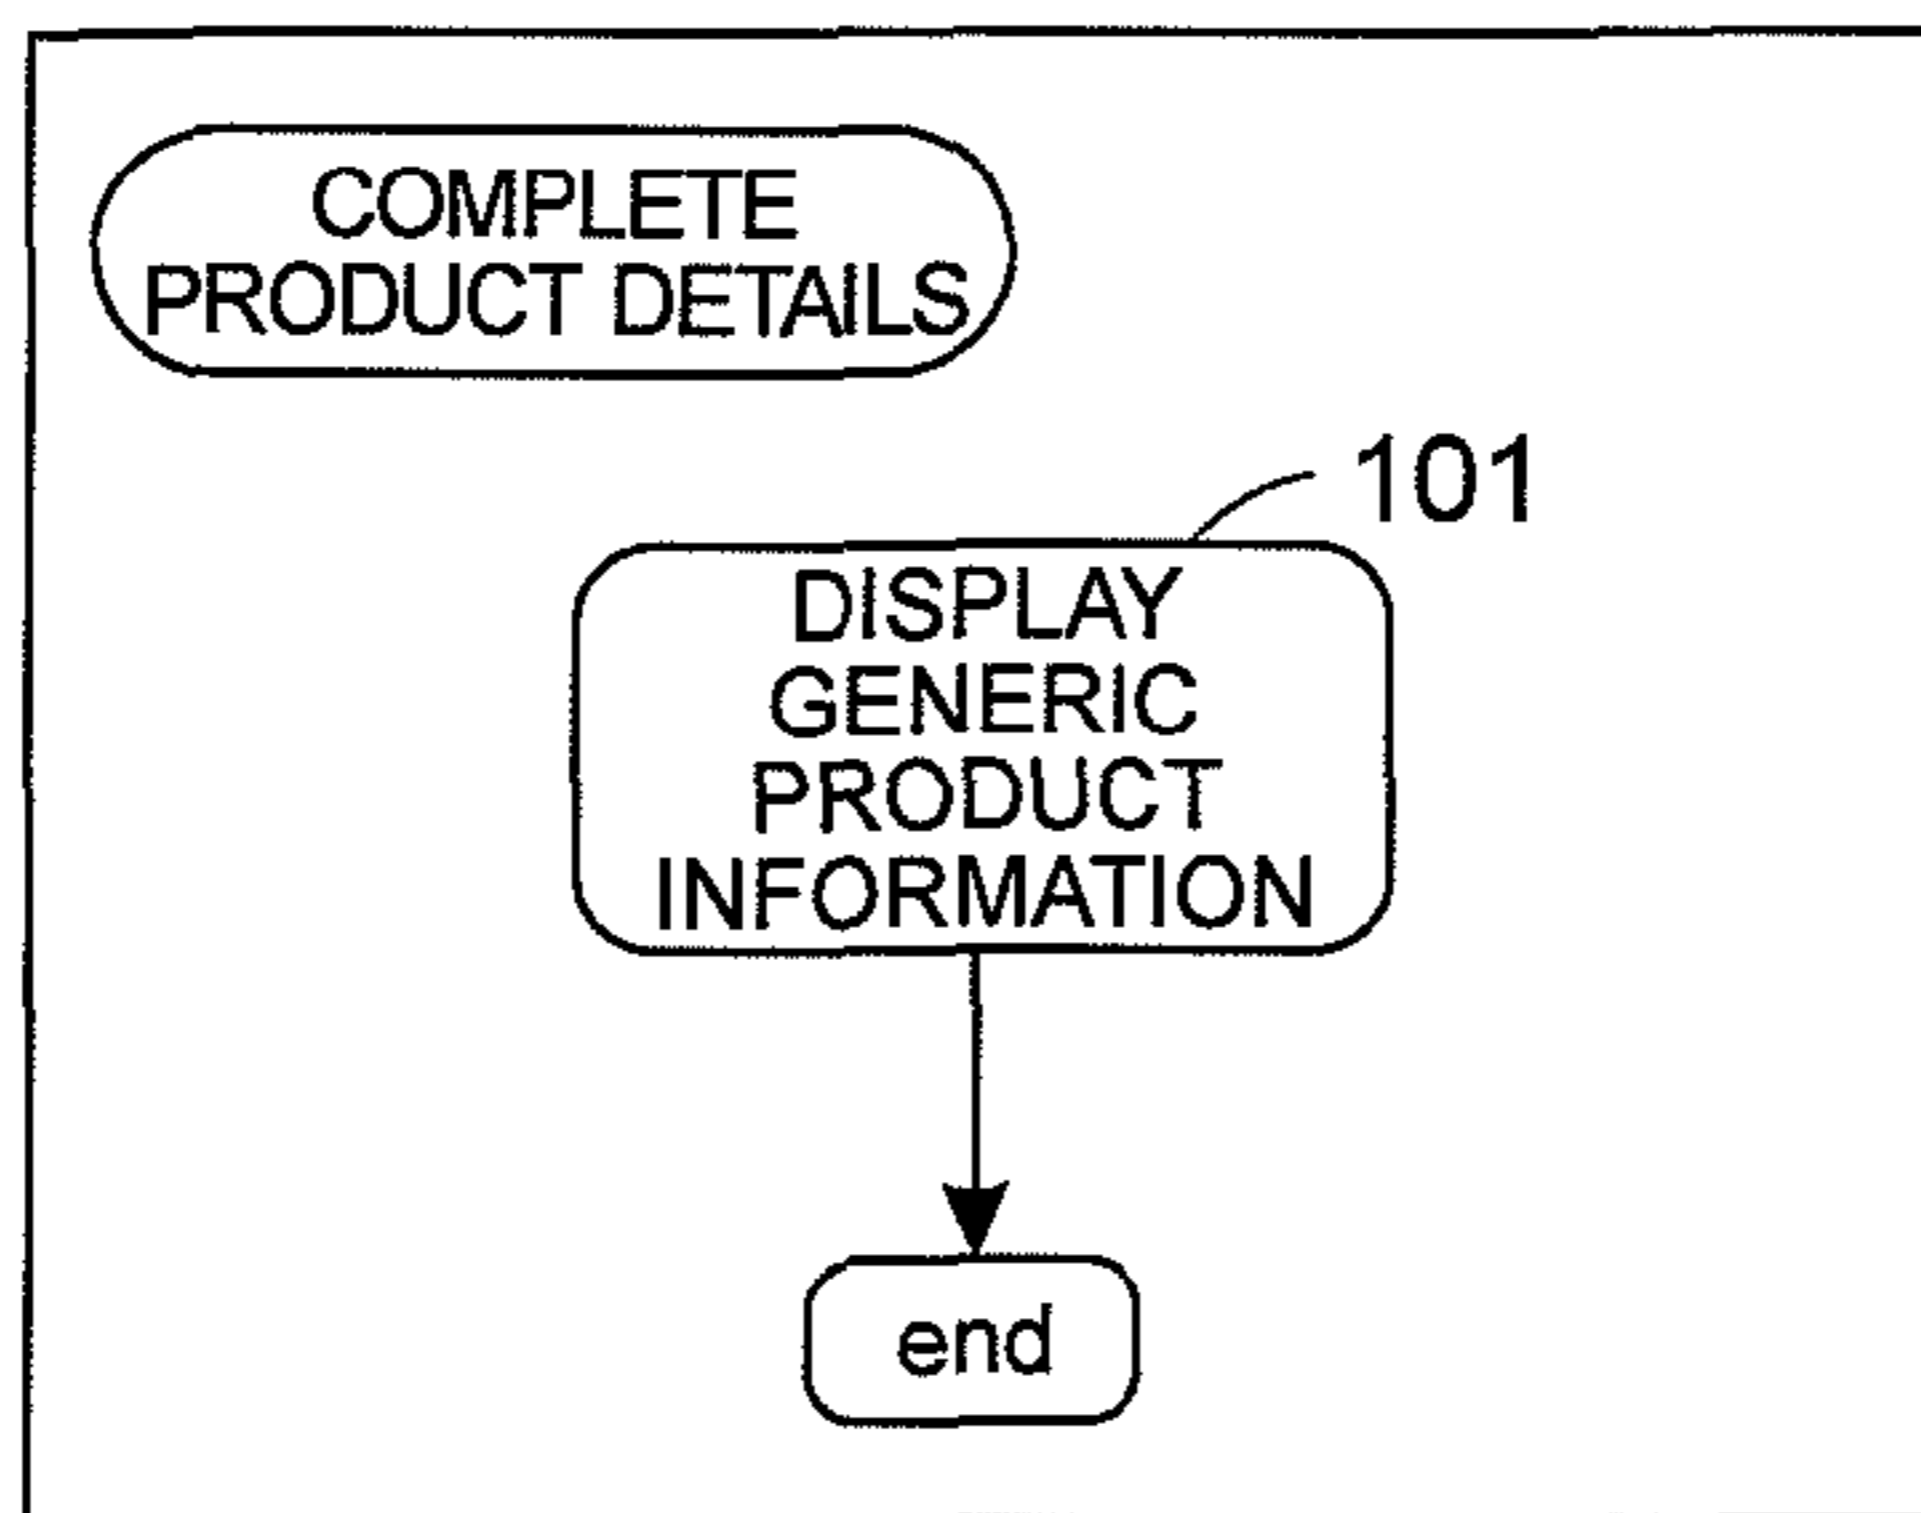 COMPLETE
PRODUCT DETAILS
101
DISPLAY
GENERIC
PRODUCT
INFORMATION
end